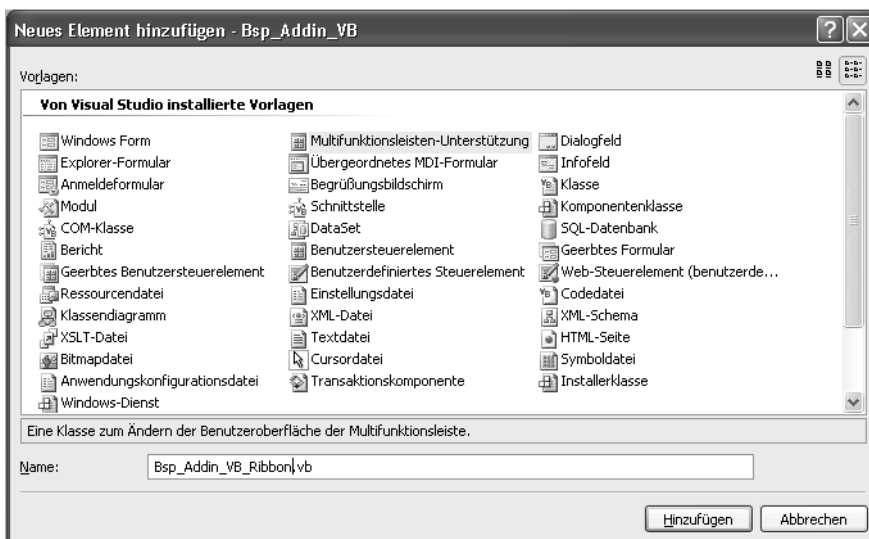 Neues Element hinzufügen - Bsp_Addin_VB
Vorlagen:
Von Visual Studio installierte Vorlagen
Windows Form Multifunktionsleisten-Unterstützung Dialogfeld
Explorer-Formular Übergeordnetes MDI-Formular Infofeld
Anmeldeformular Begrüßungsbildschirm Klasse
Modul Schnittstelle Komponentenklasse
COM-Klasse DataSet SQL-Datenbank
Bericht Benutzersteuerelement Geerbtes Formular
Geerbtes Benutzersteuerelement Benutzerdefiniertes Steuerelement Web-Steuerelement (benutzerde...
Ressourcendatei Einstellungsdatei Codedatei
Klassendiagramm XML-Datei XML-Schema
XSLT-Datei Textdatei HTML-Seite
Bitmapdatei Cursordatei Symboldatei
Anwendungskonfigurationsdatei Transaktionskomponente Installerklasse
Windows-Dienst
Eine Klasse zum Ändern der Benutzeroberfläche der Multifunktionsleiste.
Name: Bsp_Addin_VB_Ribbon.vb
Hinzufügen Abbrechen